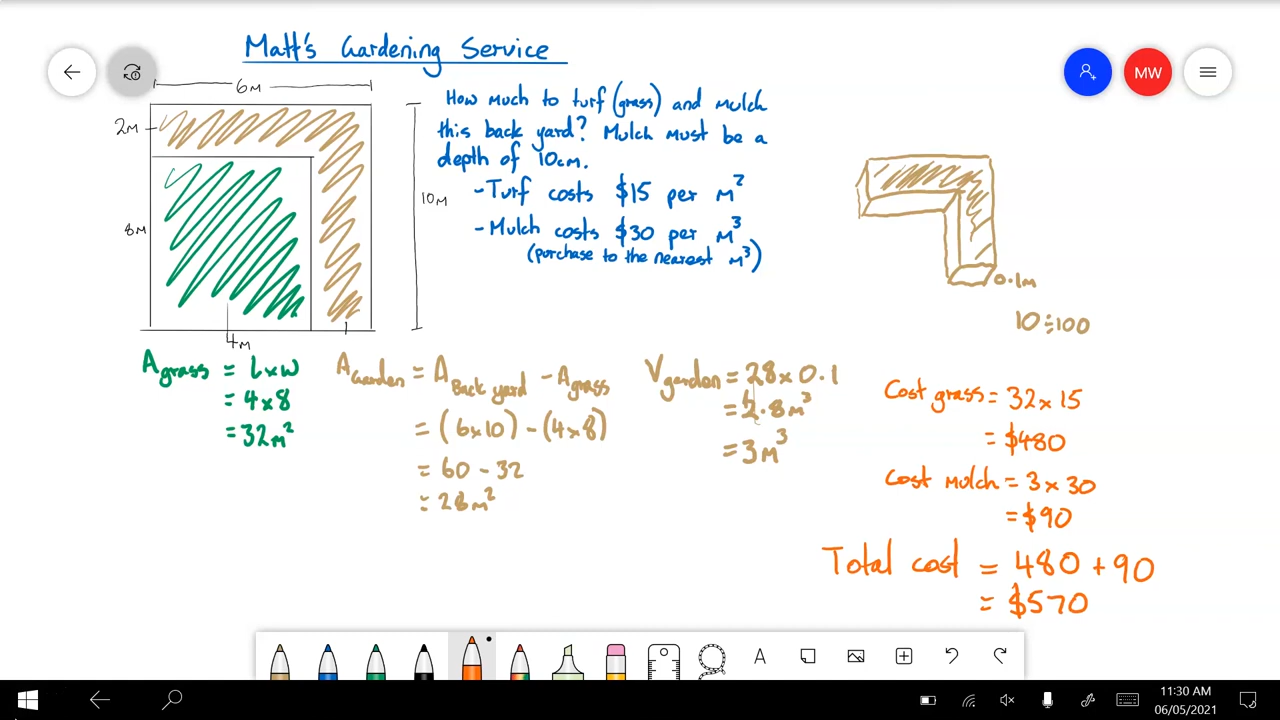 Matt's Gardening Service
6M
2M
8M
10M
4M
How much to turf (grass) and mulch
this back yard? Mulch must be a
depth of 10cm.
- Turf costs $15 per m²
- Mulch costs $30 per m³
(purchase to the nearest m³)
MW
0.1m
10 ÷ 100
A grass = l x w
= 4 x 8
= 32m²
A Garden = A Back yard - A grass
= (6x10) - (4x8)
= 60 - 32
= 28m²
V garden = 28 x 0.1
= 2.8m³
= 3m³
Cost grass = 32 x 15
= $480
Cost mulch = 3 x 30
= $90
Total cost = 480 + 90
= $570
A
11:30 AM
06/05/2021